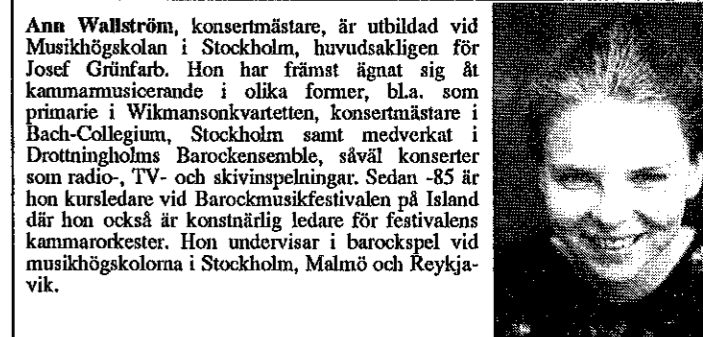 Ann Wallström, konsertmästare, är utbildad vid
Musikhögskolan i Stockholm, huvudsakligen för
Josef Grünfarb. Hon har främst ägnat sig åt
kammarmusicerande i olika former, bl.a. som
primarie i Wikmansonkvartetten, konsertmästare i
Bach-Collegium, Stockholm samt medverkat i
Drottningholms Barockensemble, såväl konserter
som radio-, TV- och skivinspelningar. Sedan -85 är
hon kursledare vid Barockmusikfestivalen på Island
där hon också är konstnärlig ledare för festivalens
kammarorkester. Hon undervisar i barockspel vid
musikhögskolorna i Stockholm, Malmö och Reykja-
vik.